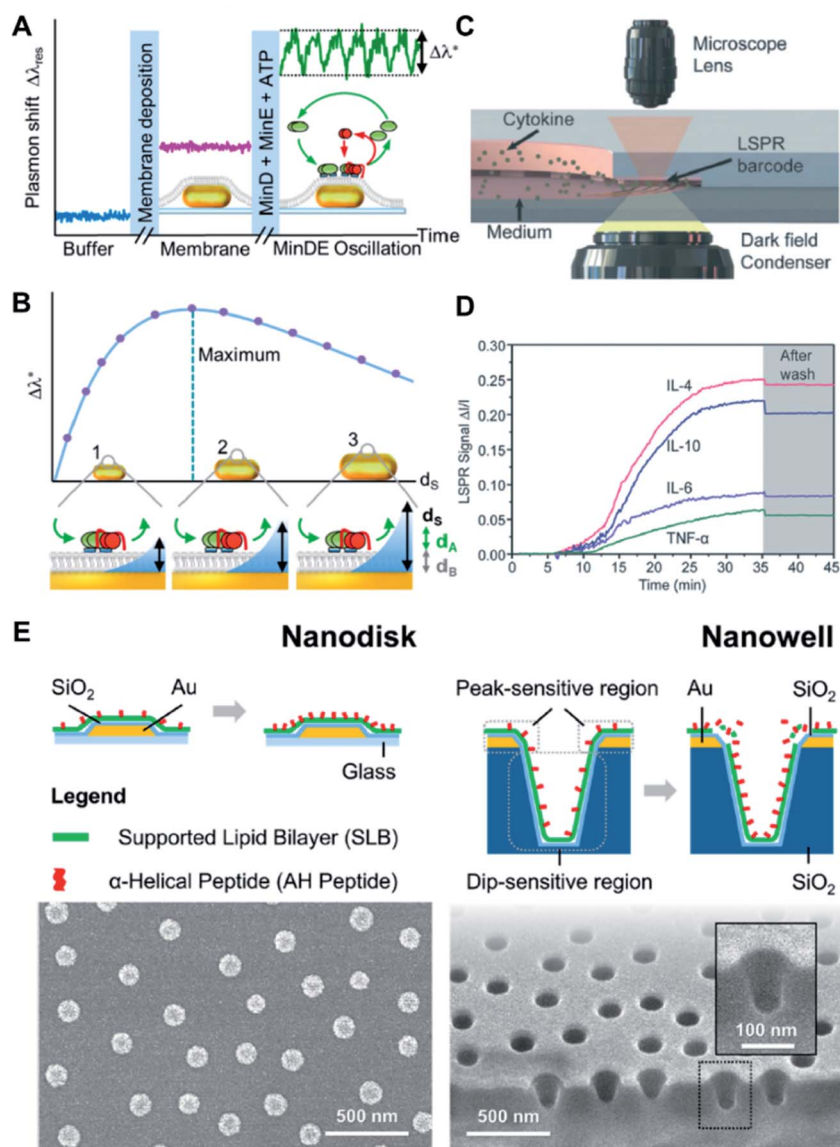 A
Plasmon shift Δλres
Membrane deposition
MinD + MinE + ATP
Δλ*
Buffer
Membrane
MinDE Oscillation
Time
B
Δλ*
Maximum
1
2
3
dS
dS
dA
dB
C
Microscope
Lens
Cytokine
LSPR
barcode
Medium
Dark field
Condenser
D
LSPR Signal ΔI/I
0.30
0.25
0.20
0.15
0.10
0.05
0.00
After
wash
IL-4
IL-10
IL-6
TNF-α
0 5 10 15 20 25 30 35 40 45
Time (min)
E
Nanodisk
SiO2
Au
Glass
Legend
Supported Lipid Bilayer (SLB)
α-Helical Peptide (AH Peptide)
500 nm
Nanowell
Peak-sensitive region
Au
SiO2
Dip-sensitive region
SiO2
100 nm
500 nm